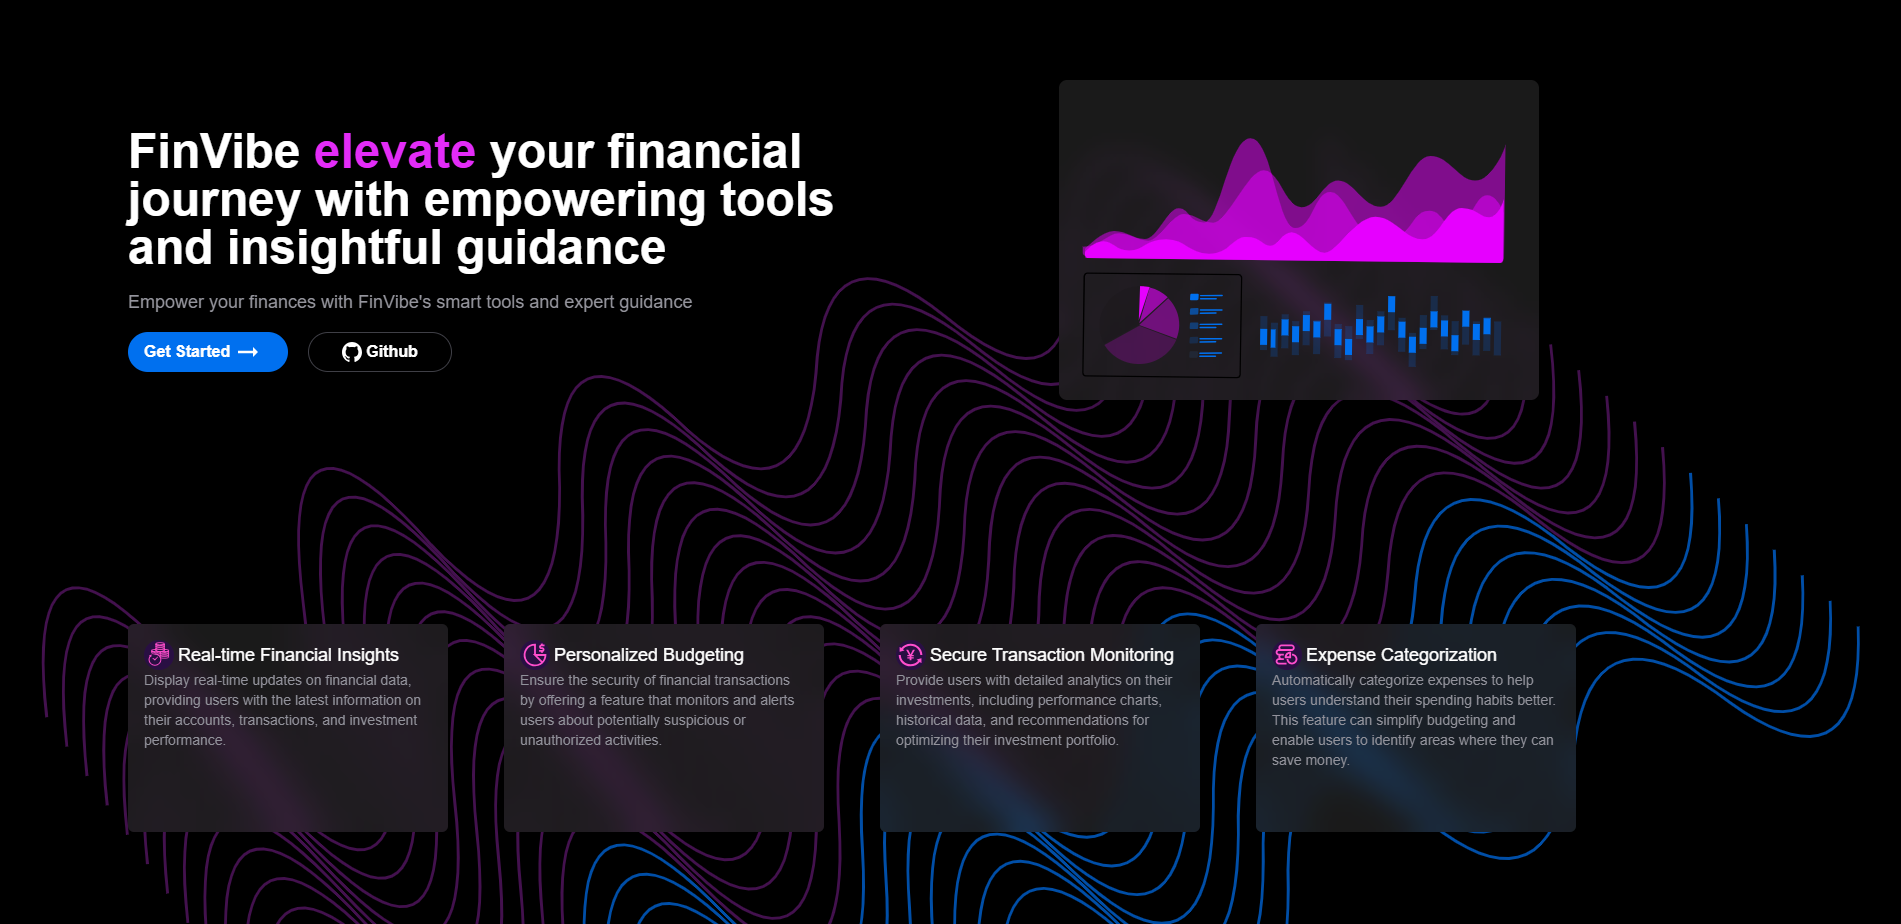 FinVibe elevate your financial
journey with empowering tools
and insightful guidance
Empower your finances with FinVibe's smart tools and expert guidance
Get Started
Github
Real-time Financial Insights
Display real-time updates on financial data,
providing users with the latest information on
their accounts, transactions, and investment
performance.
Personalized Budgeting
Ensure the security of financial transactions
by offering a feature that monitors and alerts
users about potentially suspicious or
unauthorized activities.
Secure Transaction Monitoring
Provide users with detailed analytics on their
investments, including performance charts,
historical data, and recommendations for
optimizing their investment portfolio.
Expense Categorization
Automatically categorize expenses to help
users understand their spending habits better.
This feature can simplify budgeting and
enable users to identify areas where they can
save money.